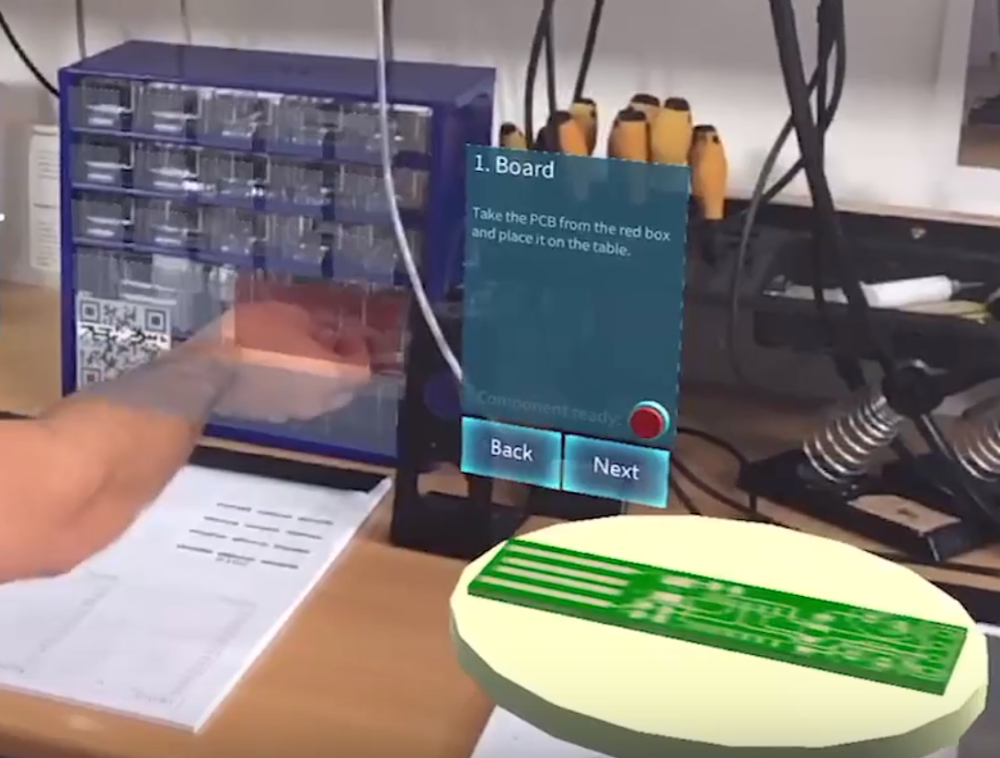 1. Board
Take the PCB from the red box
and place it on the table.
Component ready:
Back
Next